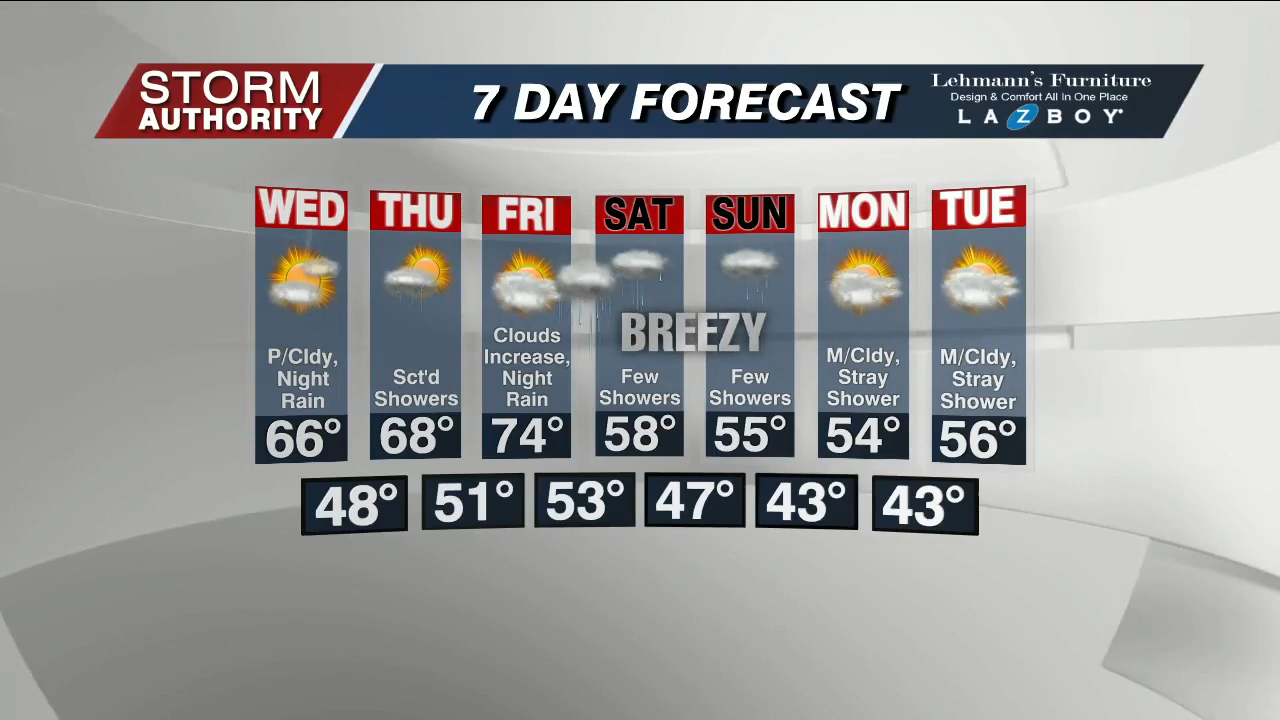 STORM
AUTHORITY
7 DAY FORECAST
Lehmann's Furniture
Design & Comfort All In One Place
LAZBOY®
WED
P/Cldy,
Night
Rain
66°
THU
Sct'd
Showers
68°
FRI
Clouds
Increase,
Night
Rain
74°
SAT
SUN
BREEZY
Few
Showers
58°
Few
Showers
55°
MON
M/Cldy,
Stray
Shower
54°
TUE
M/Cldy,
Stray
Shower
56°
48°
51°
53°
47°
43°
43°